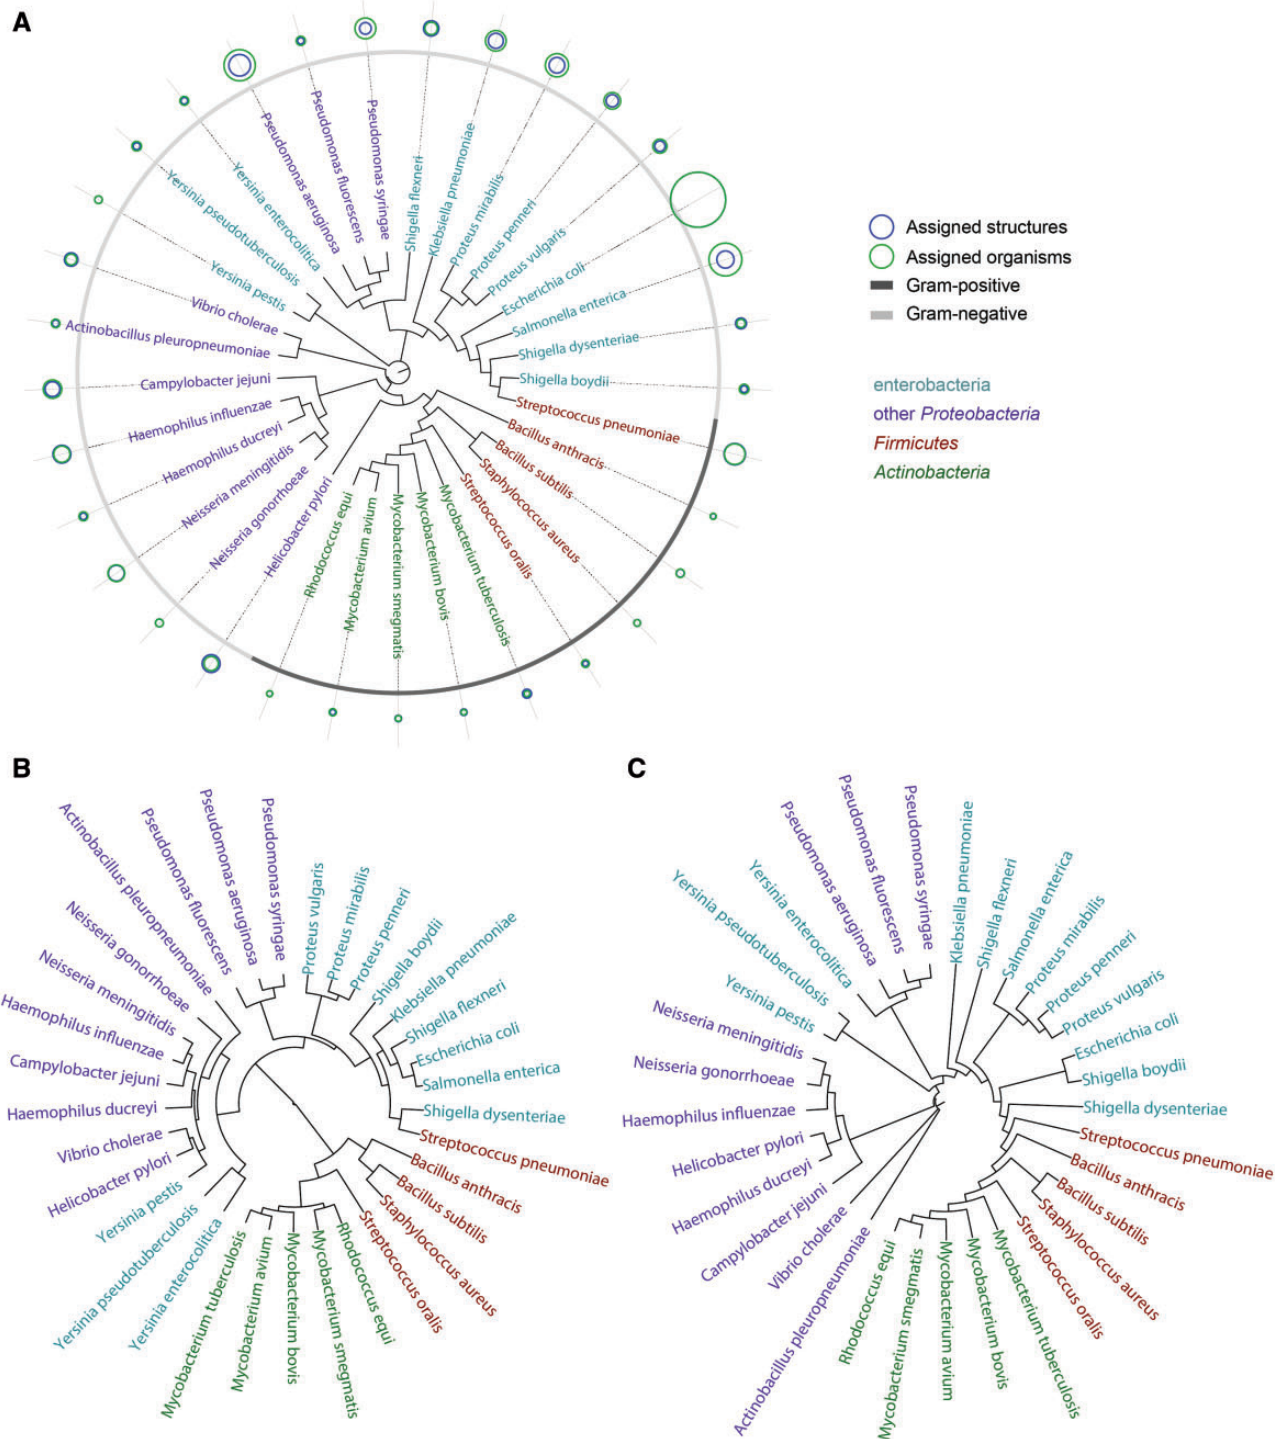 A
Pseudomonas aeruginosa
Pseudomonas fluorescens
Pseudomonas syringae
Shigella flexneri
Klebsiella pneumoniae
Proteus mirabilis
Proteus penneri
Proteus vulgaris
Escherichia coli
Salmonella enterica
Shigella dysenteriae
Shigella boydii
Streptococcus pneumoniae
Bacillus anthracis
Bacillus subtilis
Staphylococcus aureus
Streptococcus oralis
Mycobacterium tuberculosis
Mycobacterium bovis
Mycobacterium smegmatis
Mycobacterium avium
Rhodococcus equi
Helicobacter pylori
Neisseria gonorrhoeae
Neisseria meningitidis
Haemophilus ducreyi
Haemophilus influenzae
Campylobacter jejuni
Actinobacillus pleuropneumoniae
Vibrio cholerae
Yersinia pestis
Yersinia pseudotuberculosis
Yersinia enterocolitica
Assigned structures
Assigned organisms
Gram-positive
Gram-negative
enterobacteria
other Proteobacteria
Firmicutes
Actinobacteria
B
Actinobacillus pleuropneumoniae
Pseudomonas fluorescens
Pseudomonas aeruginosa
Pseudomonas syringae
Proteus vulgaris
Proteus mirabilis
Proteus penneri
Shigella boydii
Klebsiella pneumoniae
Shigella flexneri
Escherichia coli
Salmonella enterica
Shigella dysenteriae
Streptococcus pneumoniae
Bacillus anthracis
Bacillus subtilis
Staphylococcus aureus
Streptococcus oralis
Rhodococcus equi
Mycobacterium smegmatis
Mycobacterium bovis
Mycobacterium avium
Mycobacterium tuberculosis
Yersinia enterocolitica
Yersinia pseudotuberculosis
Yersinia pestis
Helicobacter pylori
Vibrio cholerae
Haemophilus ducreyi
Campylobacter jejuni
Haemophilus influenzae
Neisseria meningitidis
Neisseria gonorrhoeae
C
Pseudomonas aeruginosa
Pseudomonas fluorescens
Pseudomonas syringae
Klebsiella pneumoniae
Shigella flexneri
Salmonella enterica
Proteus mirabilis
Proteus penneri
Proteus vulgaris
Escherichia coli
Shigella boydii
Shigella dysenteriae
Streptococcus pneumoniae
Bacillus anthracis
Bacillus subtilis
Staphylococcus aureus
Streptococcus oralis
Mycobacterium tuberculosis
Mycobacterium bovis
Mycobacterium avium
Mycobacterium smegmatis
Rhodococcus equi
Actinobacillus pleuropneumoniae
Vibrio cholerae
Campylobacter jejuni
Haemophilus ducreyi
Helicobacter pylori
Haemophilus influenzae
Neisseria gonorrhoeae
Neisseria meningitidis
Yersinia pestis
Yersinia pseudotuberculosis
Yersinia enterocolitica